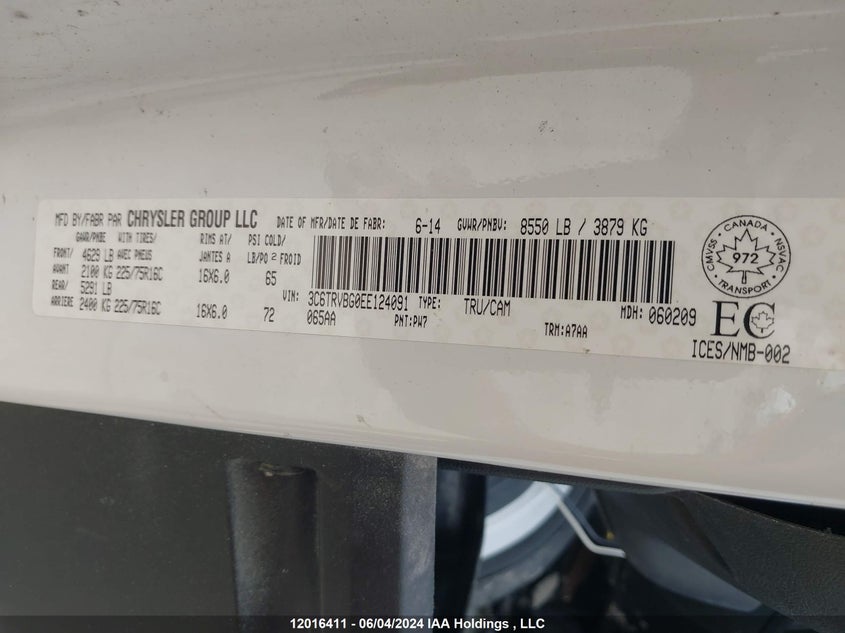 MFD BY/FABR PAR CHRYSLER GROUP LLC DATE OF MFR/DATE DE FABR: 6-14 GVWR/PNBV: 8550 LB / 3879 KG
GAWR/PNBE WITH TIRES/ RIMS AT/ PSI COLD/
FRONT/ 4629 LB AVEC PNEUS JANTES A LB/PO2 FROID
AVANT 2100 KG 225/75R16C 16X6.0 65
REAR/ 5291 LB
ARRIERE 2400 KG 225/75R16C 16X6.0 72
VIN: 3C6TRVBG0EE124091 TYPE: TRU/CAM MDH: 060209
065AA PNT:PW7 TRM:A7AA
CANADA
CMVSS NSVAC
972
TRANSPORT
EC
ICES/NMB-002
12016411 - 06/04/2024 IAA Holdings , LLC